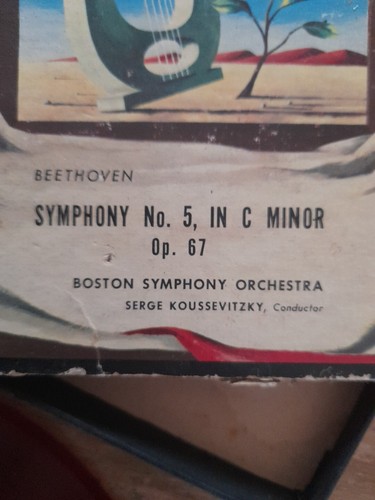 BEETHOVEN
SYMPHONY No. 5, IN C MINOR
Op. 67
BOSTON SYMPHONY ORCHESTRA
SERGE KOUSSEVITZKY, Conductor